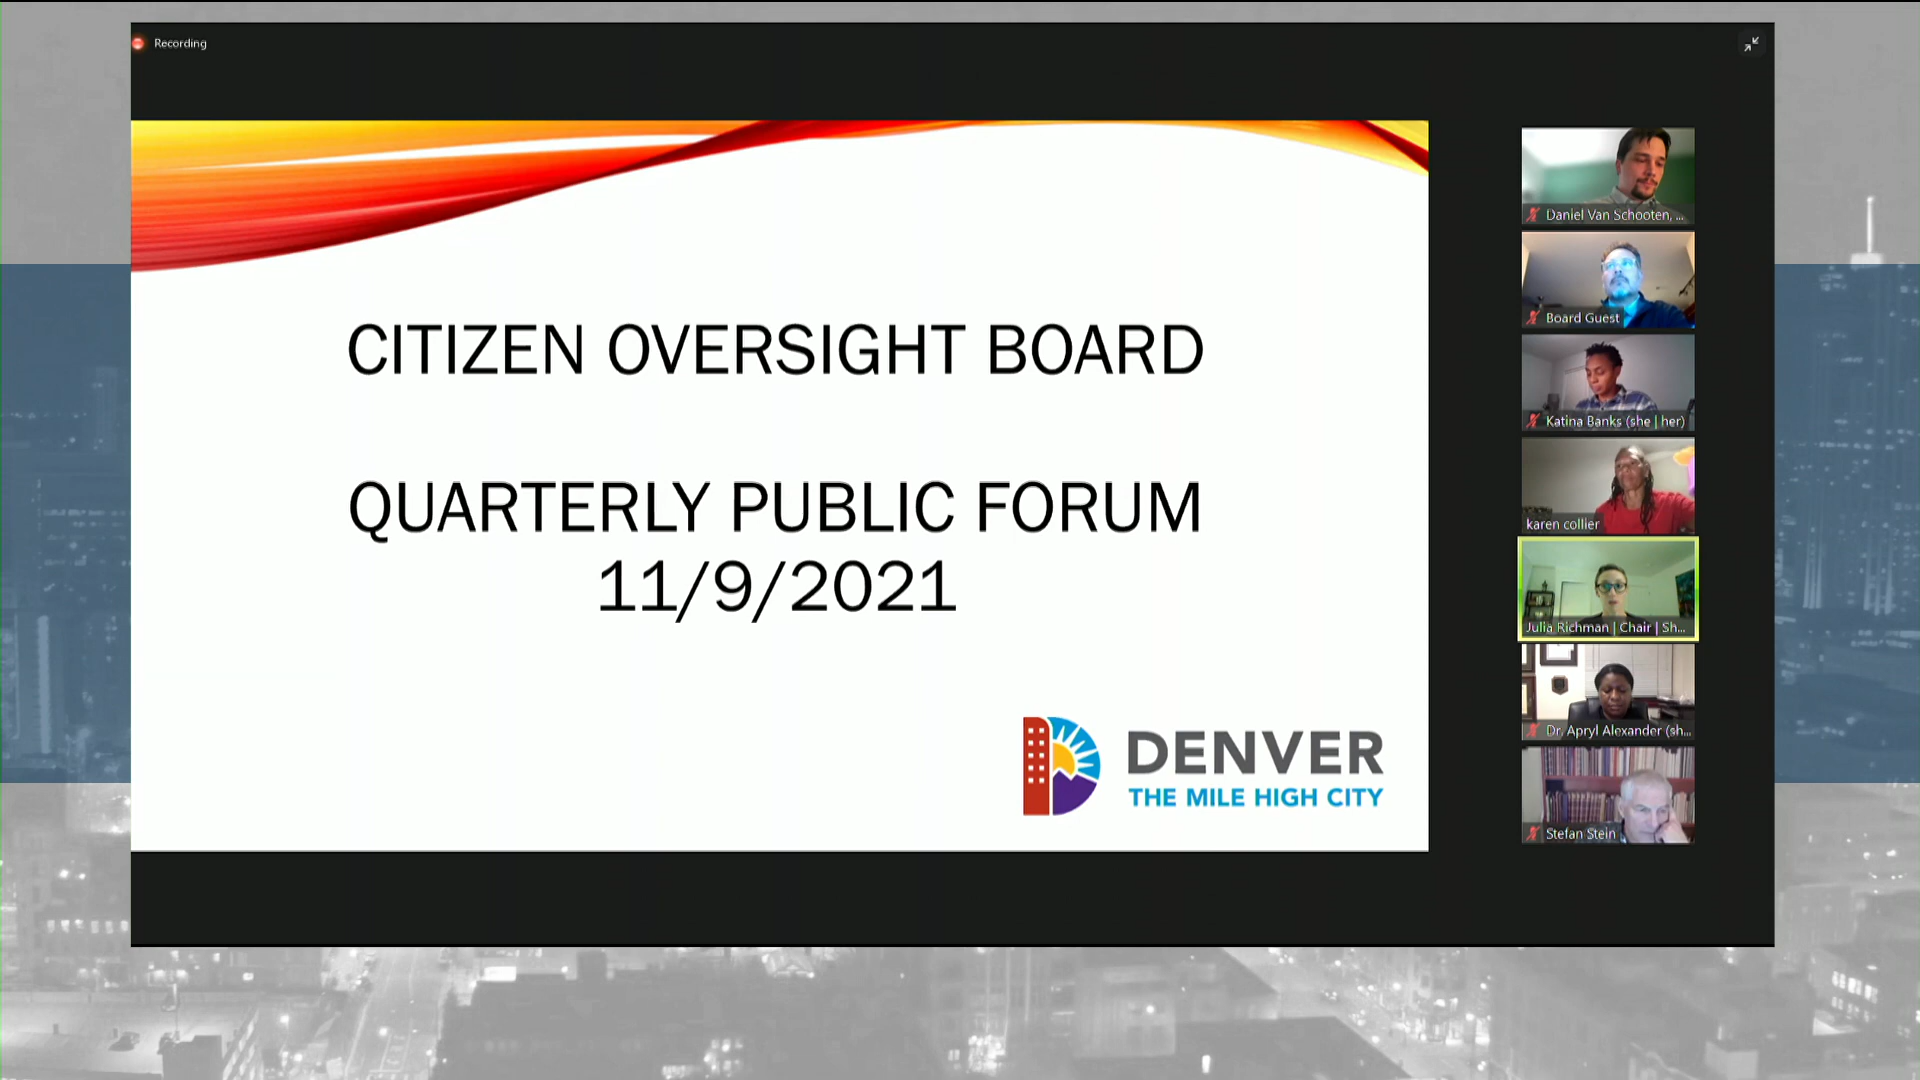 Recording
CITIZEN OVERSIGHT BOARD
QUARTERLY PUBLIC FORUM
11/9/2021
DENVER
THE MILE HIGH CITY
Daniel Van Schooten, ...
Board Guest
Katina Banks (she | her)
karen collier
Julia Richman | Chair | Sh...
Dr. Apryl Alexander (sh...
Stefan Stein